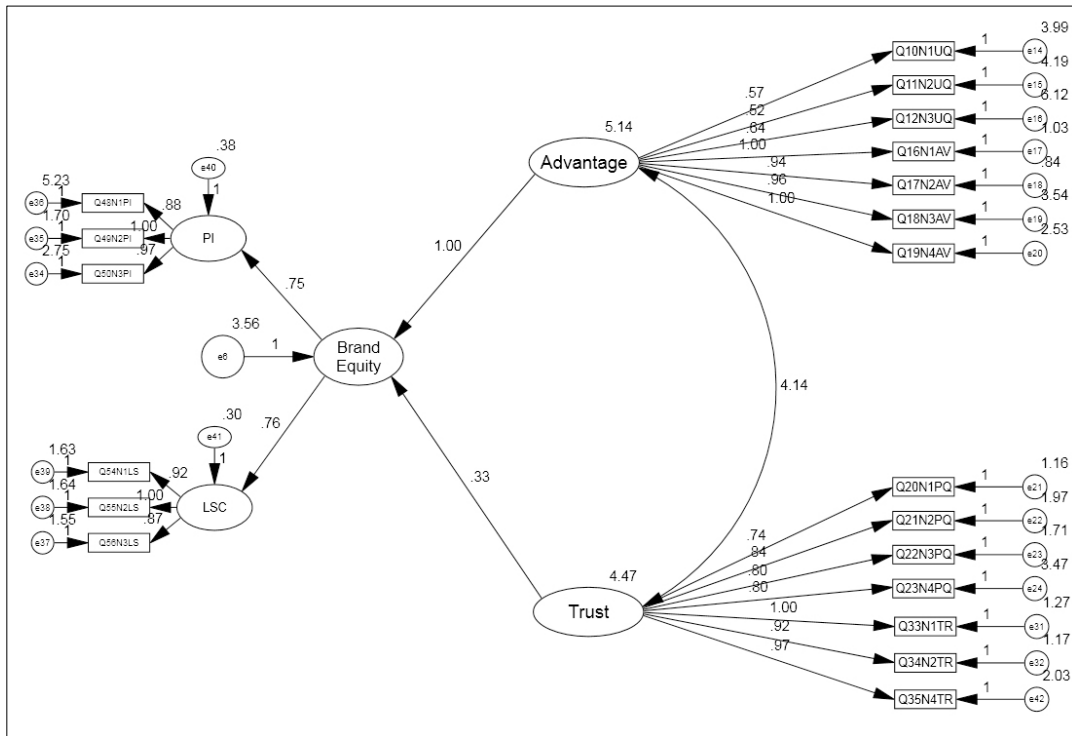 3.99
Q10N1UQ
1
e14
4.19
Q11N2UQ
1
e15
6.12
Q12N3UQ
1
e16
1.03
Q16N1AV
1
e17
.84
Q17N2AV
1
e18
3.54
Q18N3AV
1
e19
2.53
Q19N4AV
1
e20
.57
.52
.64
1.00
.94
.96
1.00
5.14
Advantage
.38
e40
1
5.23
e36
1
Q48N1PI
.88
1.70
e35
1
Q49N2PI
1.00
2.75
e34
1
Q50N3PI
.97
PI
1.00
.75
3.56
e6
1
Brand
Equity
4.14
.76
.30
e41
1
1.63
e39
1
Q54N1LS
.92
1.64
e38
1
Q55N2LS
1.00
1.55
e37
1
Q56N3LS
.87
LSC
.33
4.47
Trust
.74
.84
.80
.80
1.00
.92
.97
1.16
Q20N1PQ
1
e21
1.97
Q21N2PQ
1
e22
1.71
Q22N3PQ
1
e23
3.47
Q23N4PQ
1
e24
1.27
Q33N1TR
1
e31
1.17
Q34N2TR
1
e32
2.03
Q35N4TR
1
e42